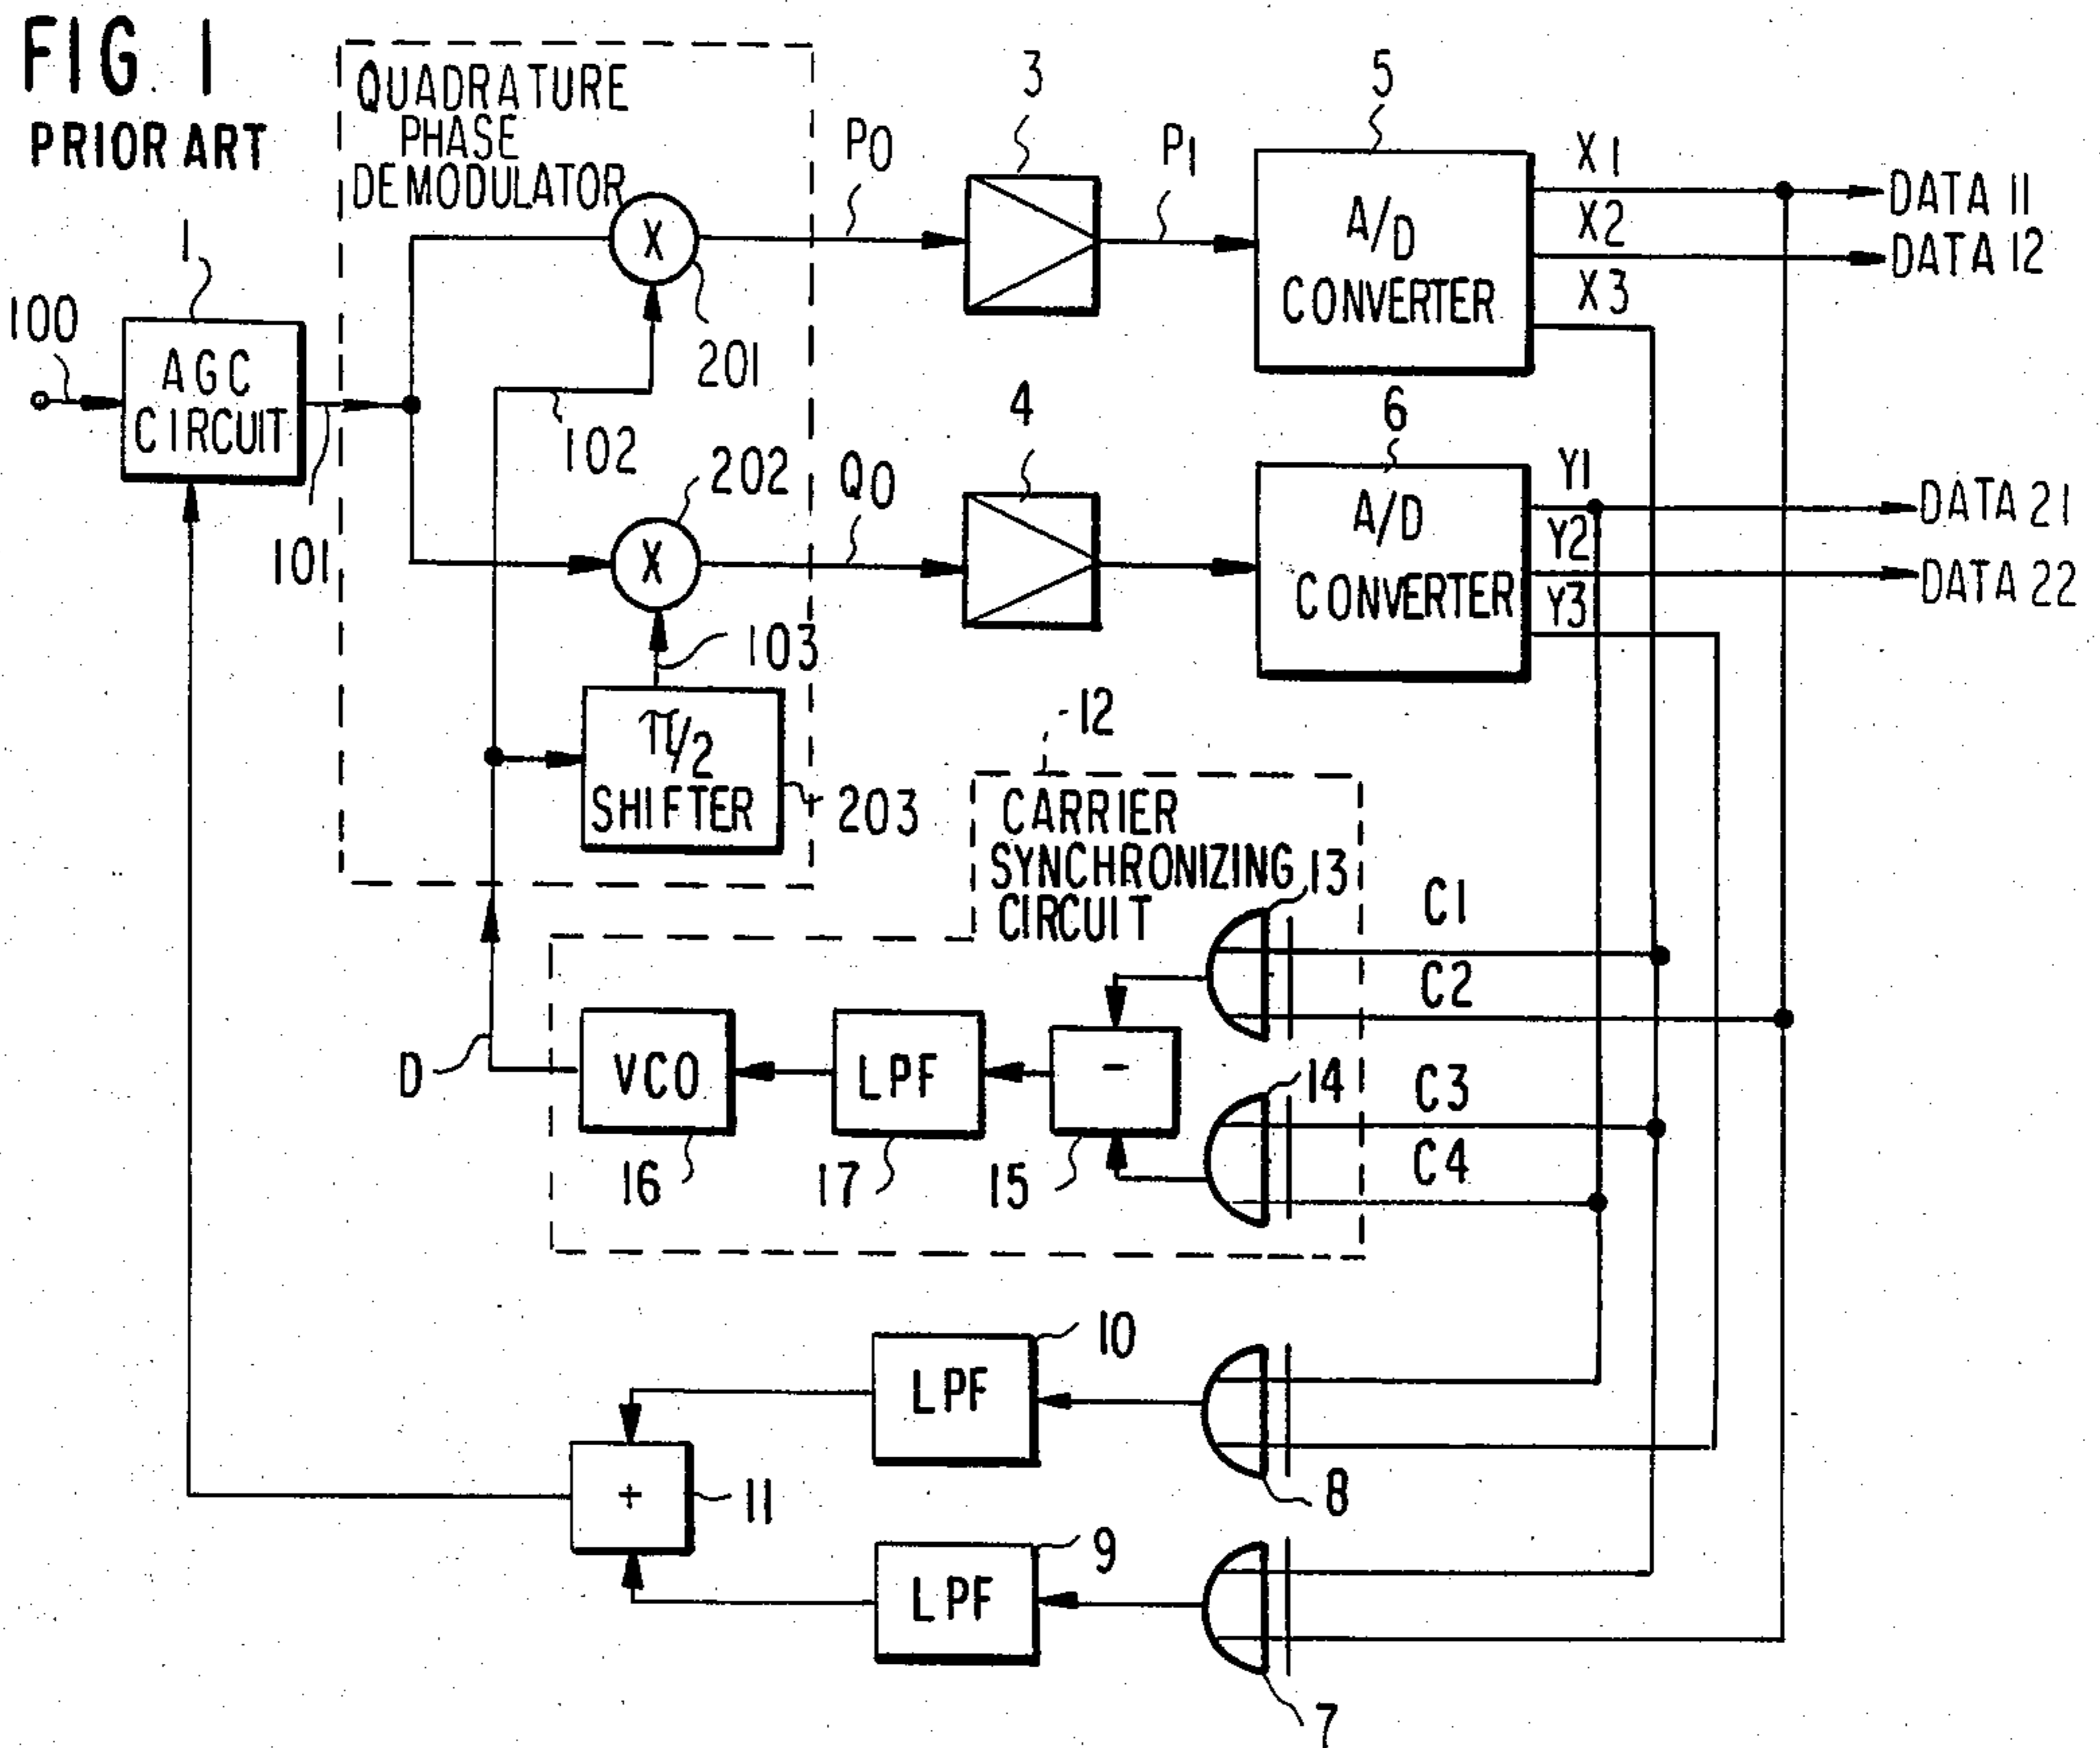 FIG. 1
PRIOR ART
QUADRATURE
PHASE
DEMODULATOR
X
201
P0
3
P1
5
A/D
CONVERTER
X1
X2
X3
DATA 11
DATA 12
1
100
AGC
CIRCUIT
101
102
202
X
Q0
4
6
A/D
CONVERTER
Y1
Y2
Y3
DATA 21
DATA 22
103
π/2
SHIFTER
203
12
CARRIER
SYNCHRONIZING
CIRCUIT
13
C1
C2
D
VCO
16
LPF
17
-
15
14
C3
C4
10
LPF
8
+
11
9
LPF
7